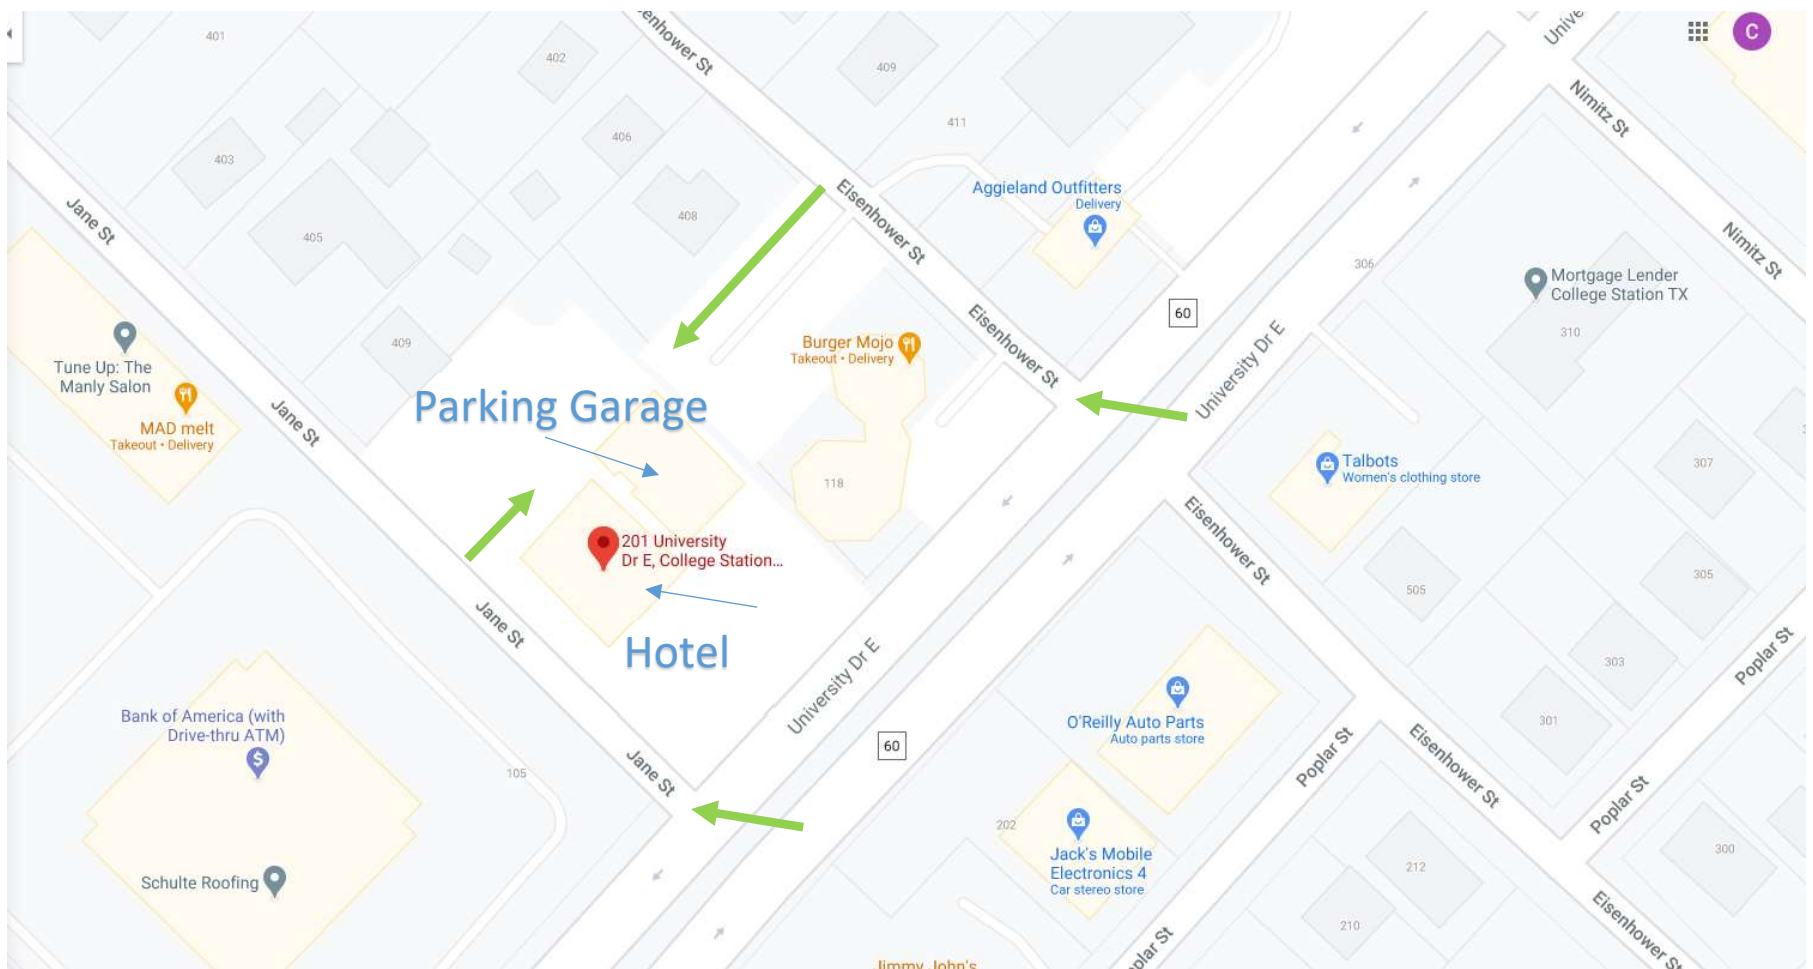 401
402
409
Eisenhower St
C
Nimitz St
411
403
406
408
405
Jane St
Eisenhower St
Aggieland Outfitters
Delivery
306
Nimitz St
Mortgage Lender
College Station TX
310
60
Eisenhower St
University Dr E
Burger Mojo
Takeout • Delivery
409
Tune Up: The
Manly Salon
Parking Garage
Jane St
MAD melt
Takeout • Delivery
118
Talbots
Women's clothing store
307
201 University
Dr E, College Station...
Eisenhower St
505
305
Jane St
Hotel
University Dr E
Poplar St
303
301
Bank of America (with
Drive-thru ATM)
105
Jane St
60
O'Reilly Auto Parts
Auto parts store
Poplar St
Eisenhower St
Poplar St
202
Jack's Mobile
Electronics 4
Car stereo store
212
300
Schulte Roofing
210
Eisenhower St
Jimmy John's